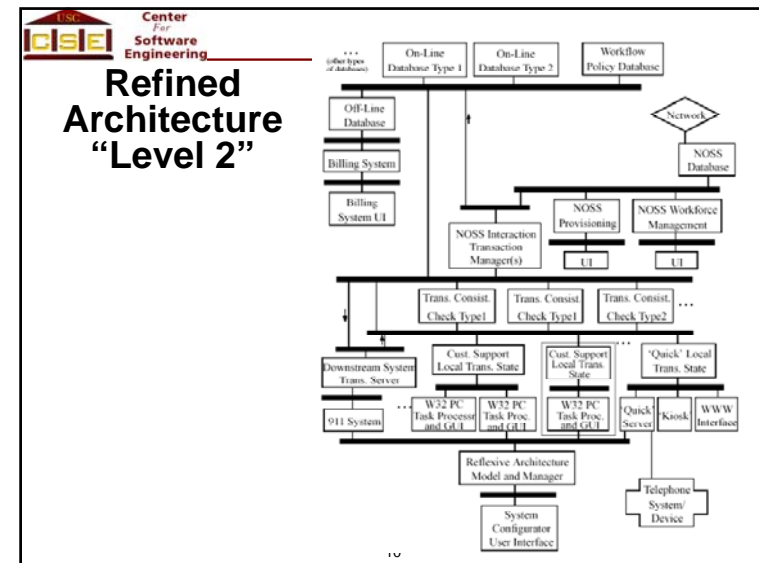 USC
CSE
Center
For
Software
Engineering
Refined
Architecture
“Level 2”
...
(other types
of databases)
On-Line
Database Type 1
On-Line
Database Type 2
Workflow
Policy Database
Off-Line
Database
Network
NOSS
Database
Billing System
Billing
System UI
NOSS Interaction
Transaction
Manager(s)
NOSS
Provisioning
NOSS Workforce
Management
UI
UI
Trans. Consist.
Check Type1
Trans. Consist.
Check Type1
Trans. Consist.
Check Type2
...
Downstream System
Trans. Server
Cust. Support
Local Trans. State
Cust. Support
Local Trans.
State
...
‘Quick’ Local
Trans. State
911 System
...
W32 PC
Task Processr
and GUI
W32 PC
Task Proc.
and GUI
W32 PC
Task Proc.
and GUI
‘Quick’
Server
‘Kiosk’
WWW
Interface
Reflexive Architecture
Model and Manager
Telephone
System/
Device
System
Configurator
User Interface